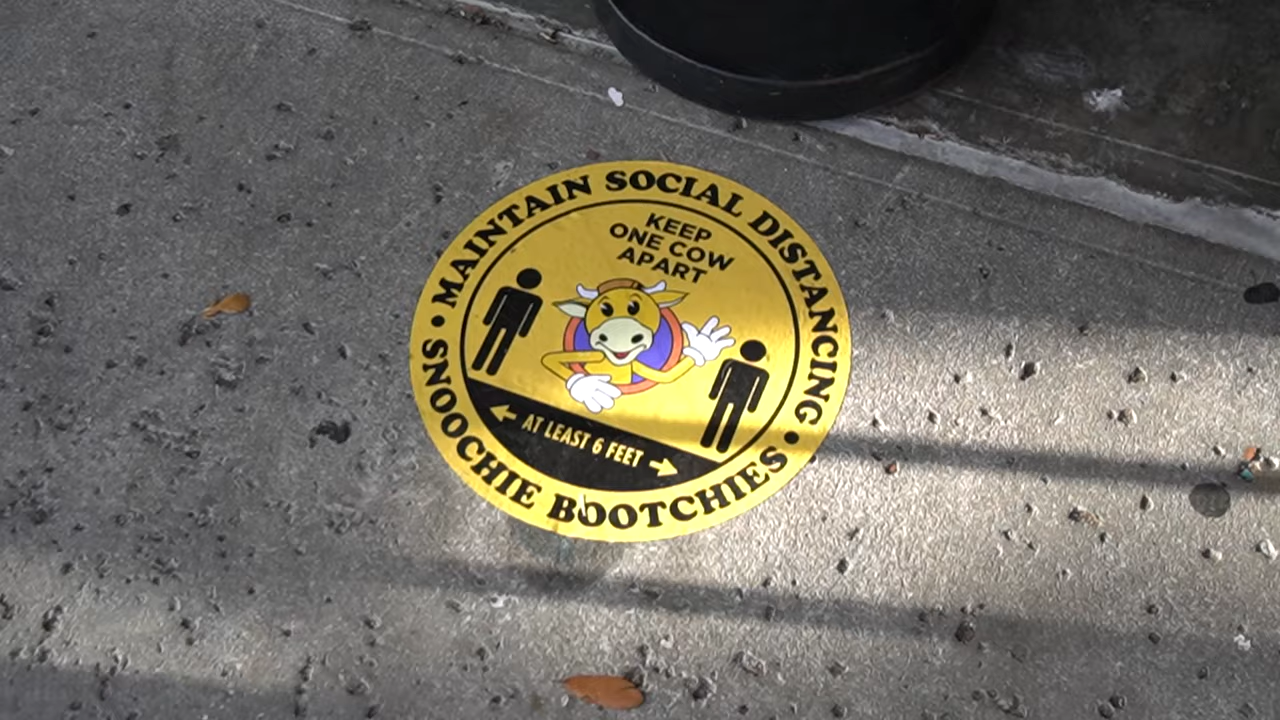 MAINTAIN SOCIAL DISTANCING
KEEP
ONE COW
APART
AT LEAST 6 FEET
SNOOCHIE BOOTCHIES